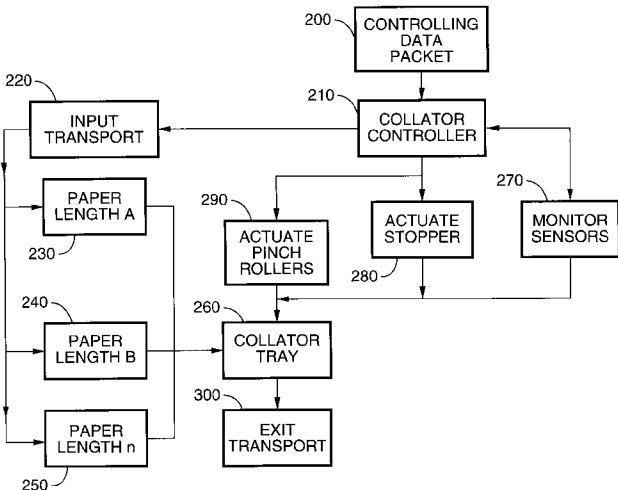 200
CONTROLLING
DATA
PACKET
220
210
INPUT
TRANSPORT
COLLATOR
CONTROLLER
PAPER
LENGTH A
230
290
ACTUATE
PINCH
ROLLERS
ACTUATE
STOPPER
280
270
MONITOR
SENSORS
240
PAPER
LENGTH B
260
COLLATOR
TRAY
PAPER
LENGTH n
250
300
EXIT
TRANSPORT